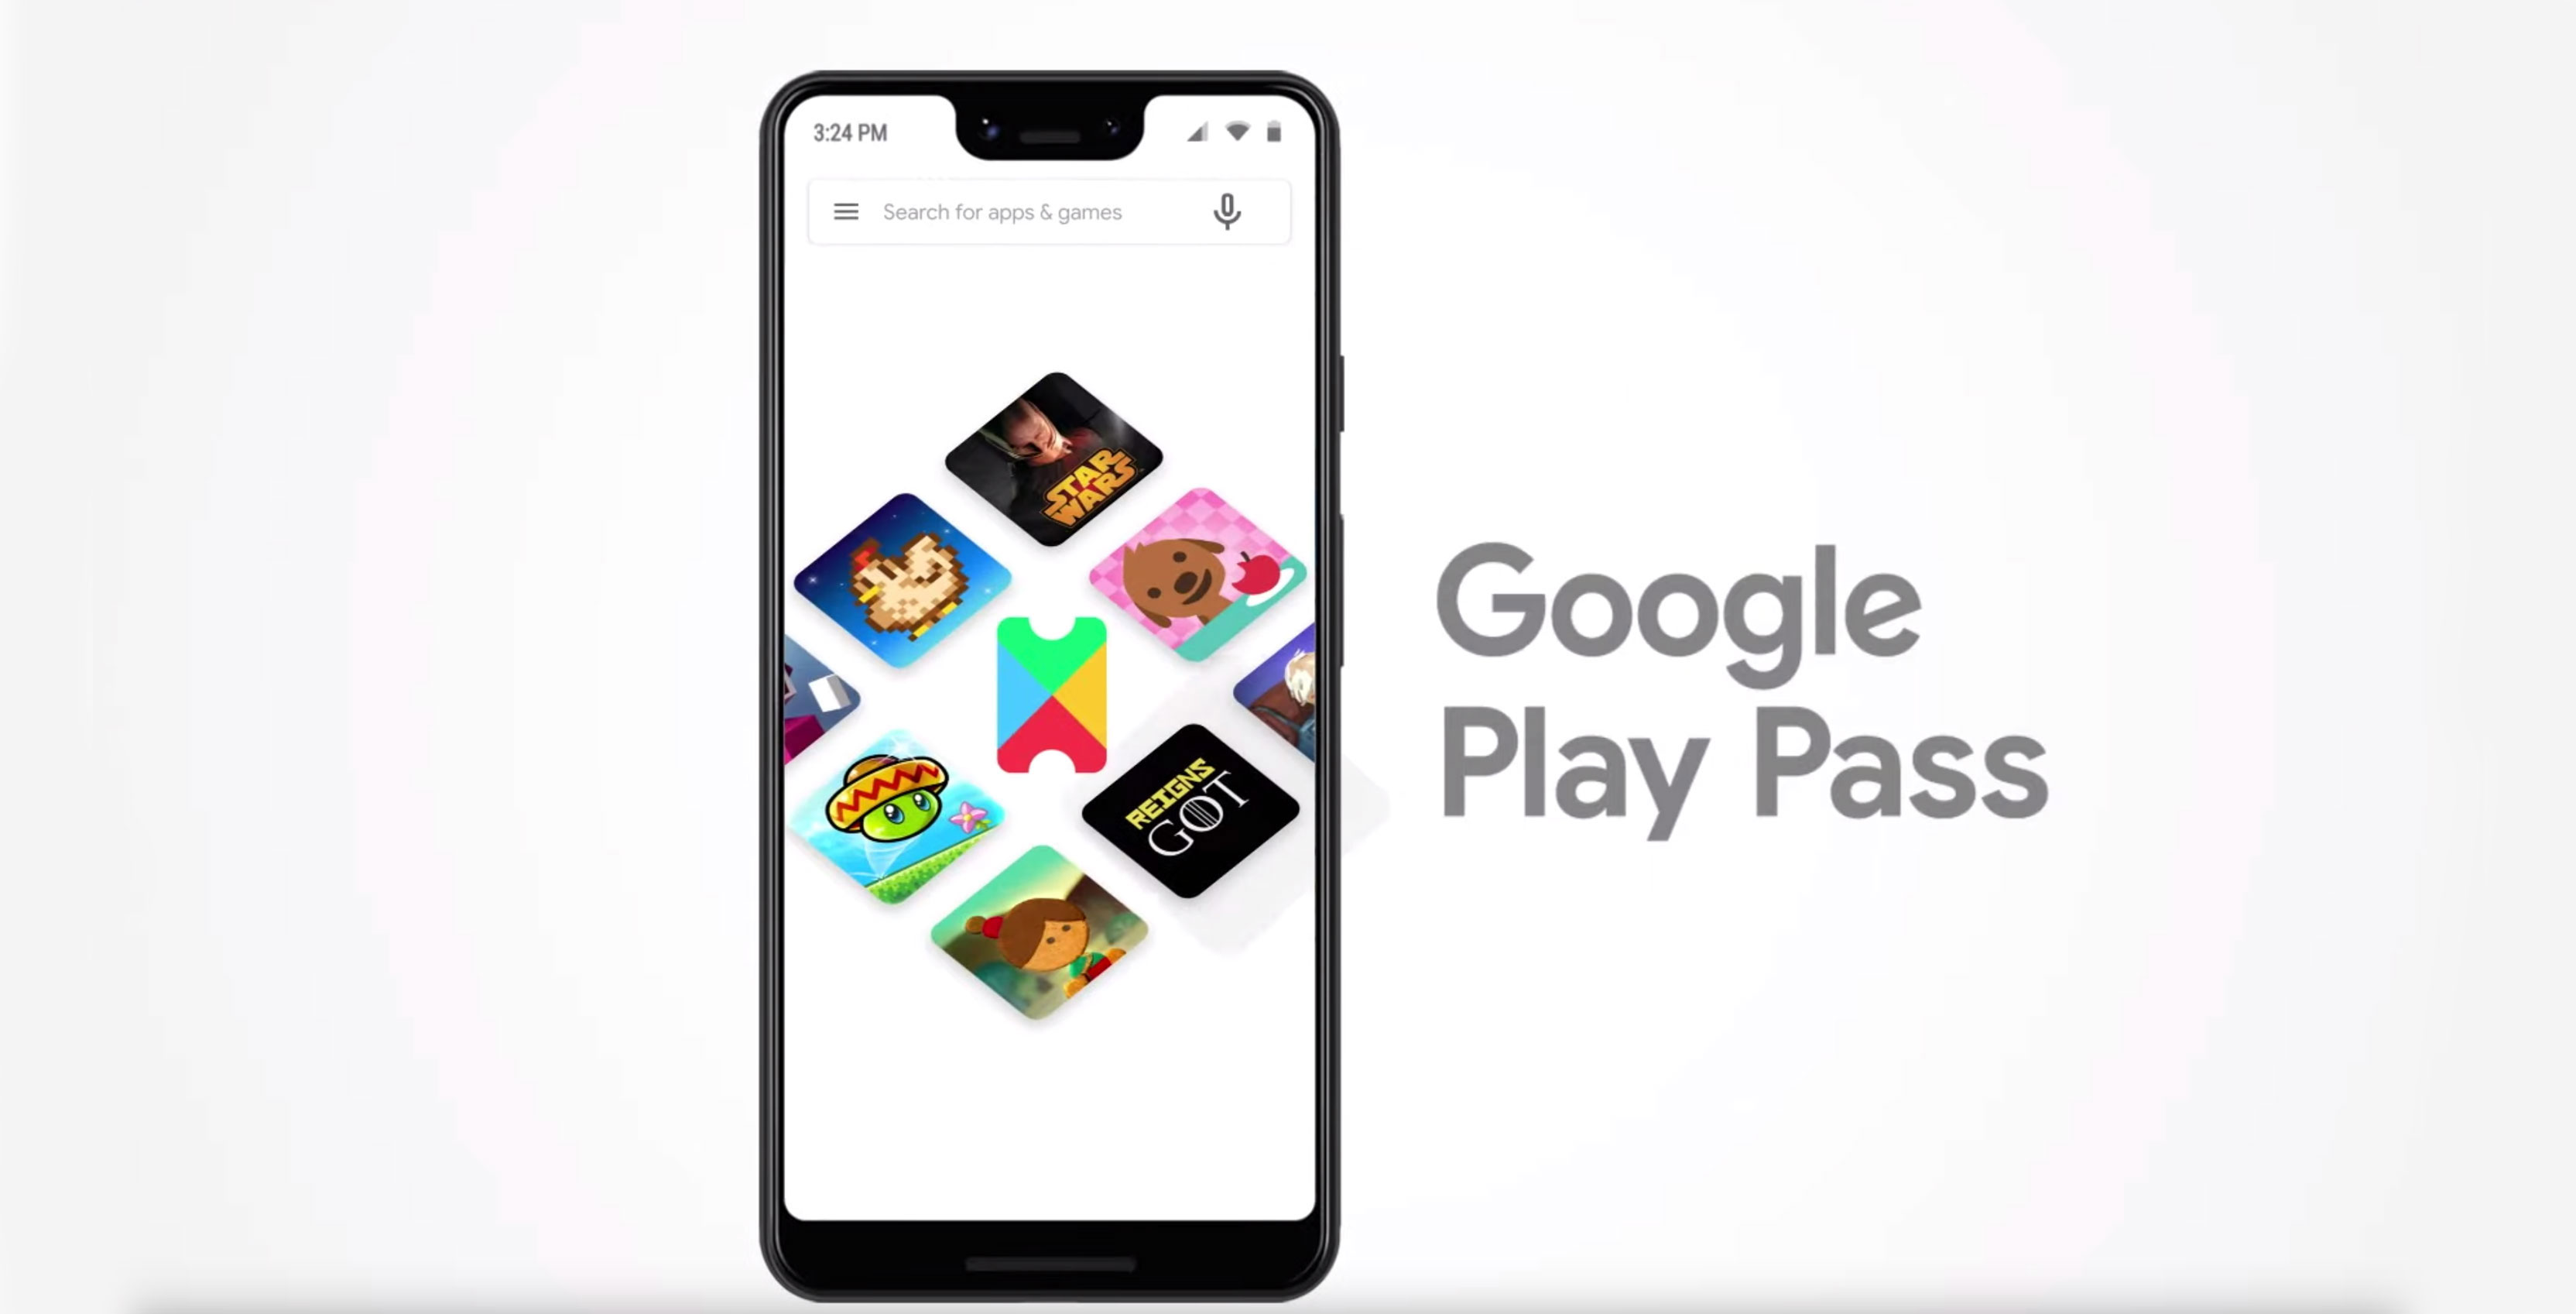 3:24 PM
Search for apps & games
STAR
WARS
REIGNS
GOT
Google
Play Pass